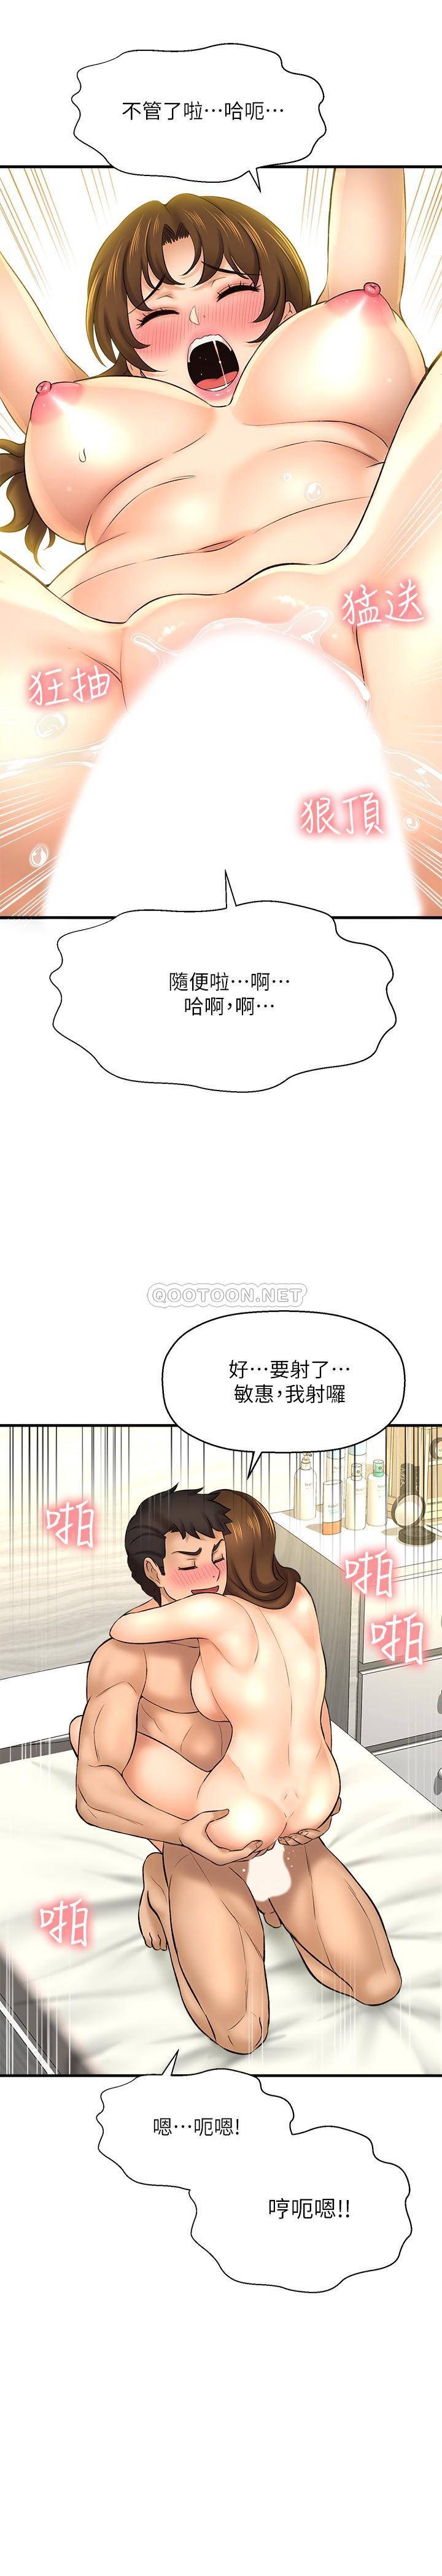 不管了啦⋯哈呃⋯
猛送
狂抽
狠頂
隨便啦⋯啊⋯
哈啊，啊⋯
QOOTOON.NET
好⋯要射了⋯
敏惠，我射囉
啪
啪
啪
啪
嗯⋯呃嗯!
哼呃嗯!!